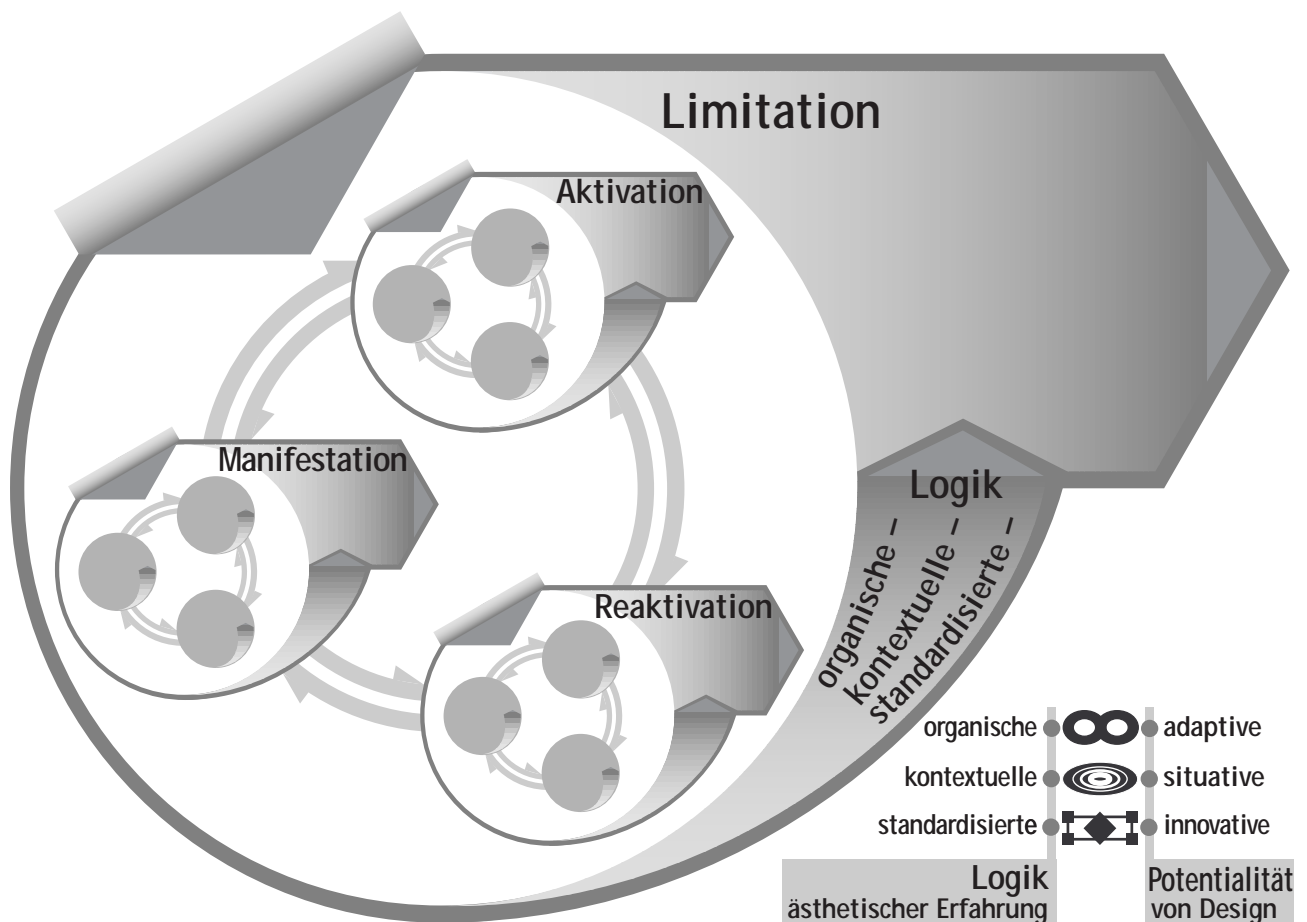 Limitation
Aktivation
Manifestation
Reaktivation
Logik
organische –
kontextuelle –
standardisierte –
organische adaptive
kontextuelle situative
standardisierte innovative
Logik Potentialität
ästhetischer Erfahrung von Design